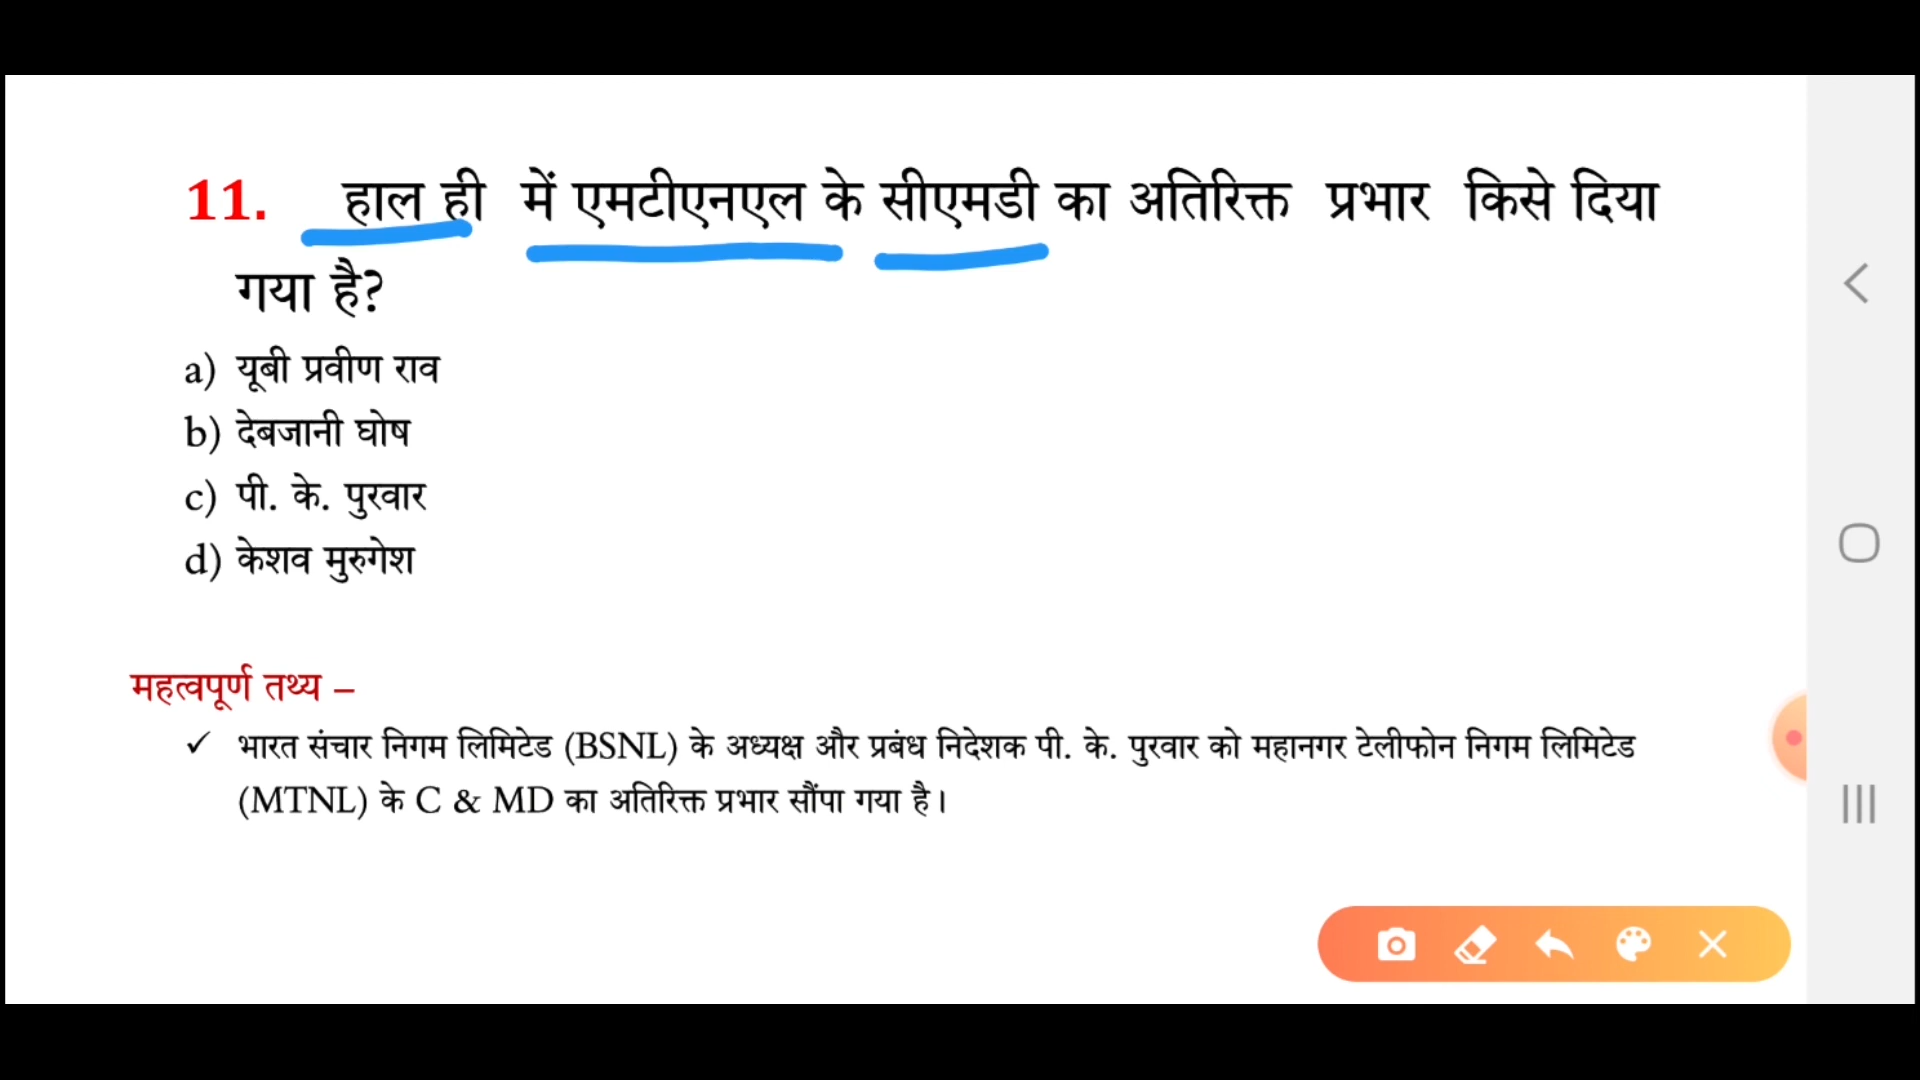 11. हाल ही में एमटीएनएल के सीएमडी का अतिरिक्त प्रभार किसे दिया
गया है?
a) यूबी प्रवीण राव
b) देबजानी घोष
c) पी. के. पुरवार
d) केशव मुरुगेश
महत्वपूर्ण तथ्य –
✓ भारत संचार निगम लिमिटेड (BSNL) के अध्यक्ष और प्रबंध निदेशक पी. के. पुरवार को महानगर टेलीफोन निगम लिमिटेड
(MTNL) के C & MD का अतिरिक्त प्रभार सौंपा गया है।